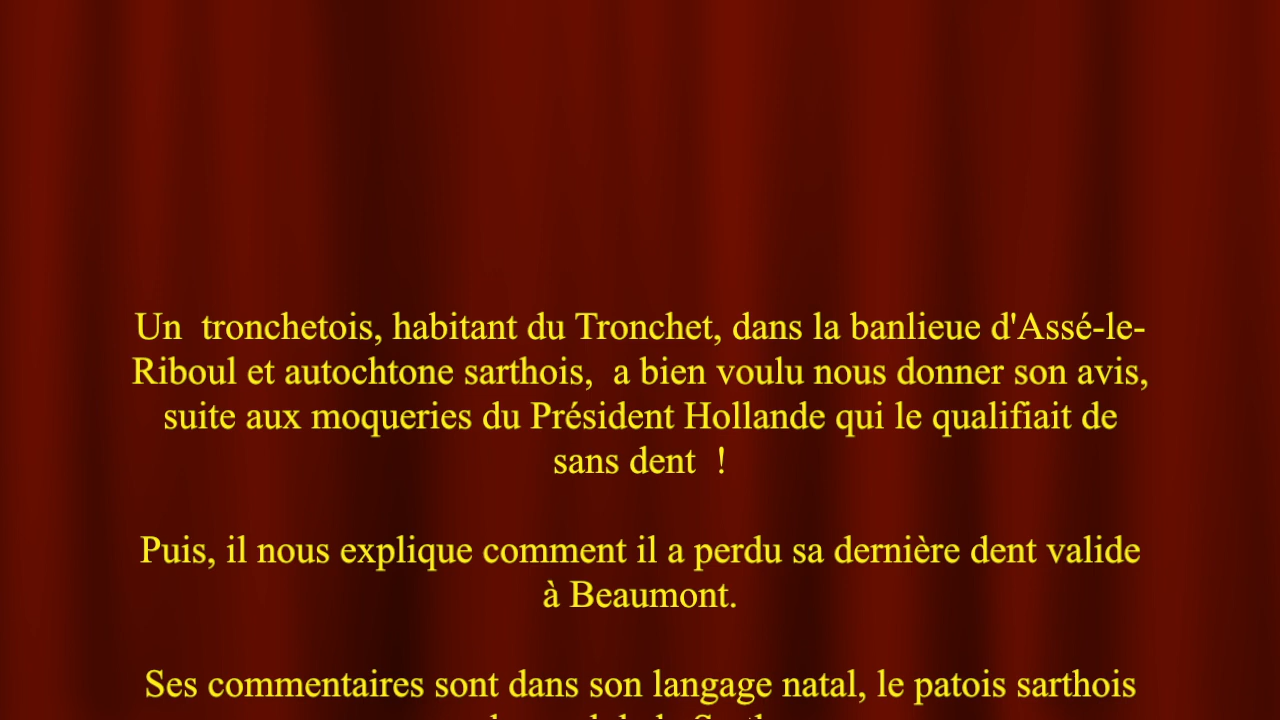 Un  tronchetois, habitant du Tronchet, dans la banlieue d'Assé-le-
Riboul et autochtone sarthois,  a bien voulu nous donner son avis,
suite aux moqueries du Président Hollande qui le qualifiait de
sans dent  !
Puis, il nous explique comment il a perdu sa dernière dent valide
à Beaumont.
Ses commentaires sont dans son langage natal, le patois sarthois